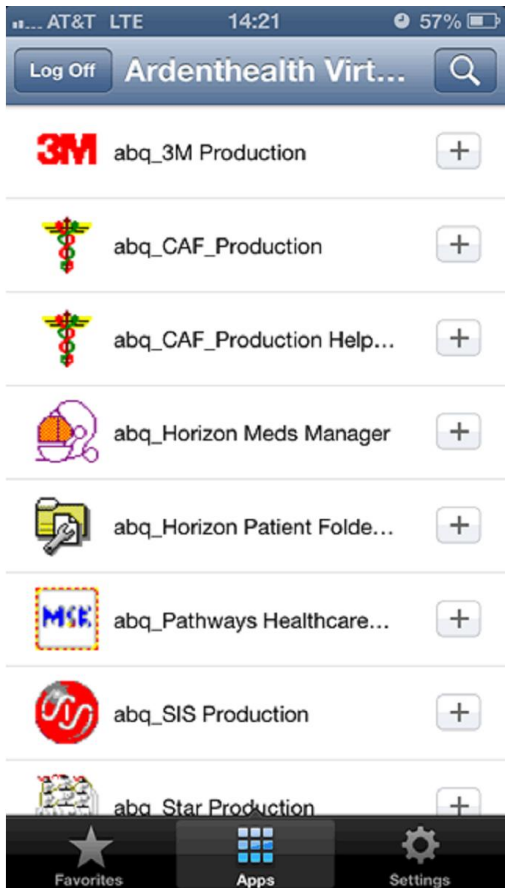 AT&T LTE 14:21 57%
Log Off Ardenthealth Virt...
3M abq_3M Production
abq_CAF_Production
abq_CAF_Production Help...
abq_Horizon Meds Manager
abq_Horizon Patient Folde...
MSK abq_Pathways Healthcare...
SIS abq_SIS Production
abq_Star Production
Favorites Apps Settings